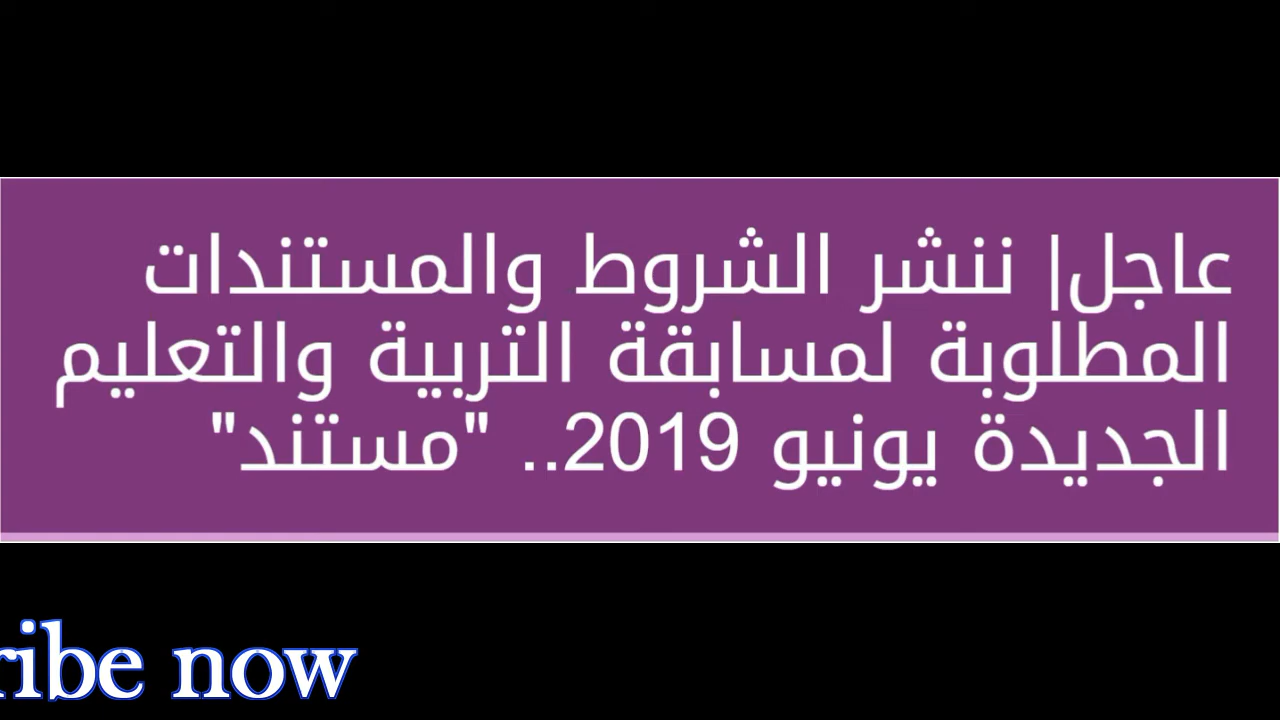 عاجل| ننشر الشروط والمستندات
المطلوبة لمسابقة التربية والتعليم
الجديدة يونيو 2019.. "مستند"
ribe now